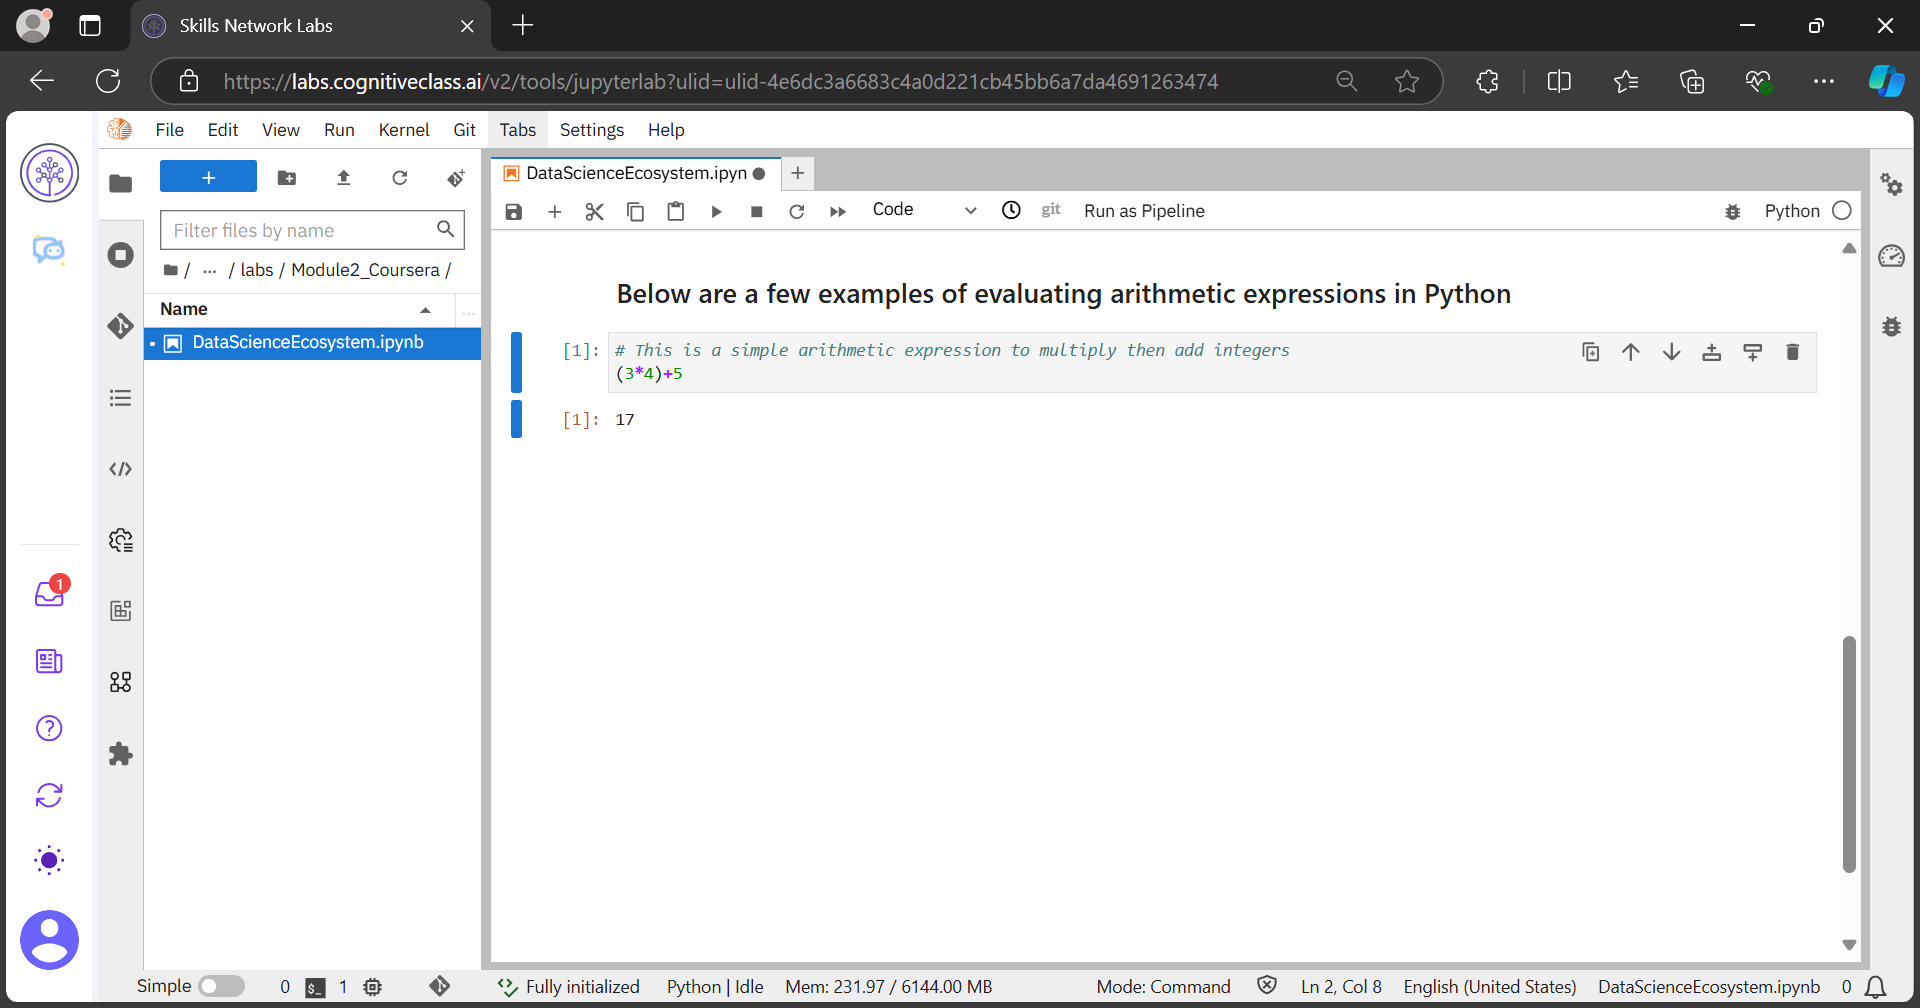 Skills Network Labs
https://labs.cognitiveclass.ai/v2/tools/jupyterlab?ulid=ulid-4e6dc3a6683c4a0d221cb45bb6a7da4691263474
File Edit View Run Kernel Git Tabs Settings Help
+
DataScienceEcosystem.ipyn
Code
git
Run as Pipeline
Python
Filter files by name
/ ... / labs / Module2_Coursera /
Name
...
DataScienceEcosystem.ipynb
Below are a few examples of evaluating arithmetic expressions in Python
[1]: # This is a simple arithmetic expression to multiply then add integers
(3*4)+5
[1]: 17
1
Simple 0 $_ 1 Fully initialized Python | Idle Mem: 231.97 / 6144.00 MB Mode: Command Ln 2, Col 8 English (United States) DataScienceEcosystem.ipynb 0